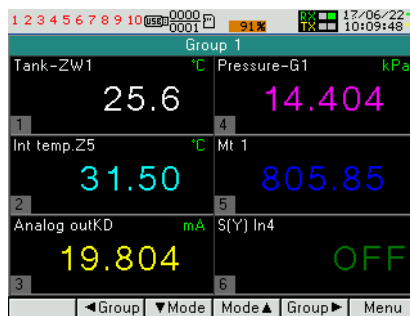 1 2 3 4 5 6 7 8 9 10 USB 0000 0001 91% RX TX 17/06/22 10:09:48
Group 1
Tank-ZW1 °C Pressure-G1 kPa
25.6 14.404
1 4
Int temp.Z5 °C Mt 1
31.50 805.85
2 5
Analog outKD mA S(Y) In4
19.804 OFF
3 6
◄Group ▼Mode Mode▲ Group► Menu